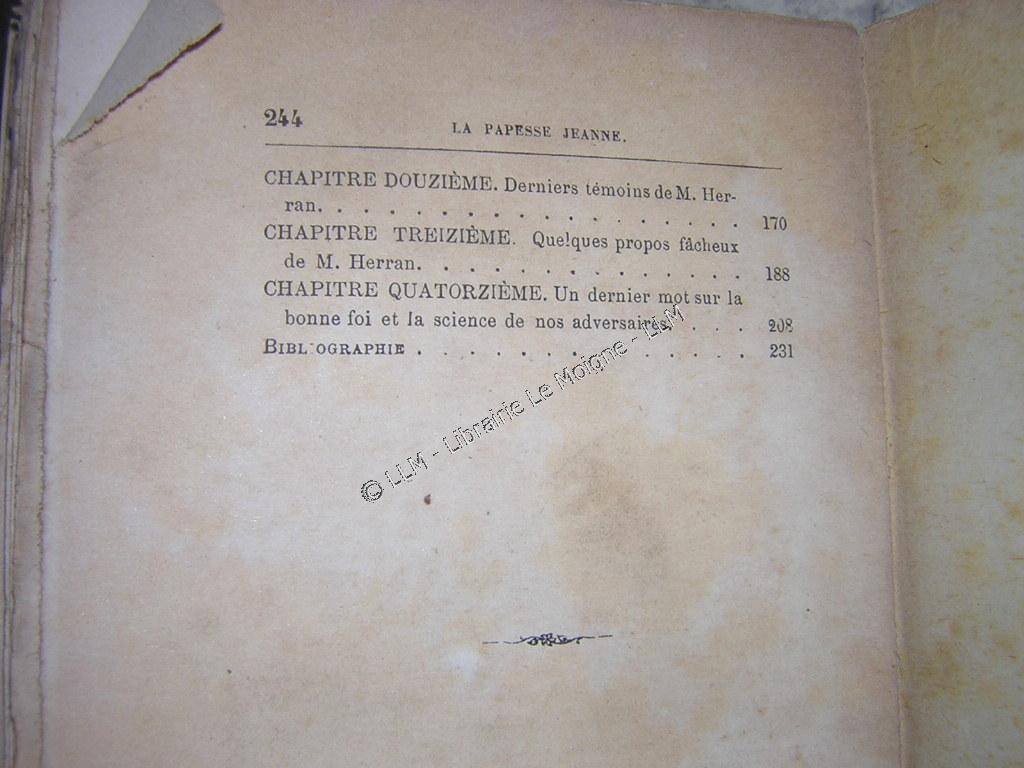 244
LA PAPESSE JEANNE.
CHAPITRE DOUZIÈME. Derniers témoins de M. Her-
ran. . . . . . . . . . . . . . . . . . . 170
CHAPITRE TREIZIÈME. Quelques propos fâcheux
de M. Herran. . . . . . . . . . . . . . . 188
CHAPITRE QUATORZIÈME. Un dernier mot sur la
bonne foi et la science de nos adversaires. . . . 208
BIBLIOGRAPHIE . . . . . . . . . . . . . 231
© LLM - Librairie Le Moigne - LLM